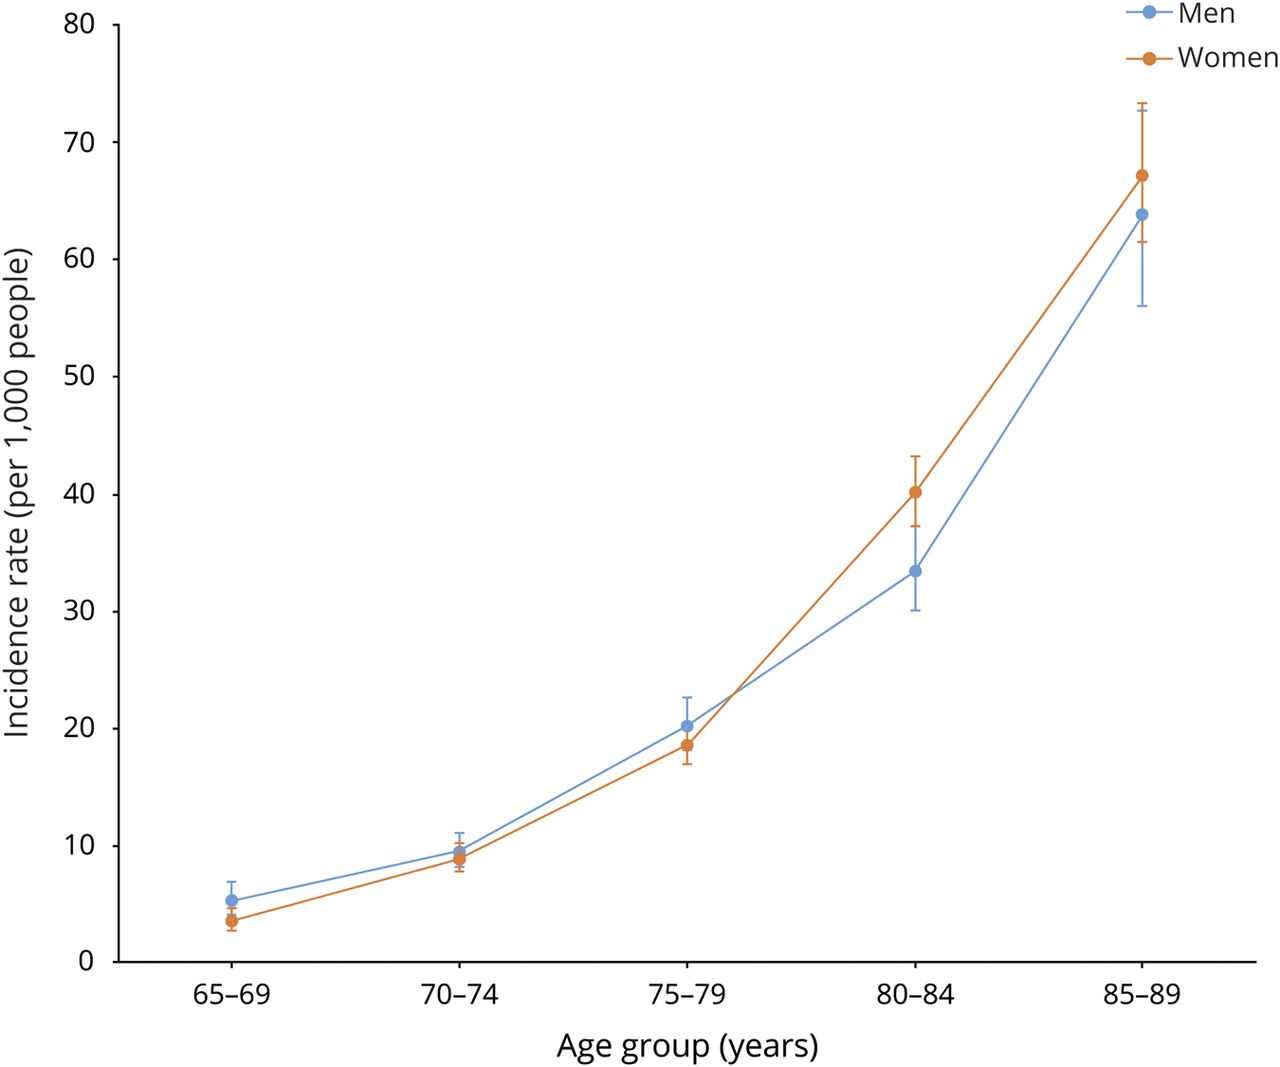 Men
Women
80
70
60
50
40
30
20
10
0
Incidence rate (per 1,000 people)
65–69 70–74 75–79 80–84 85–89
Age group (years)